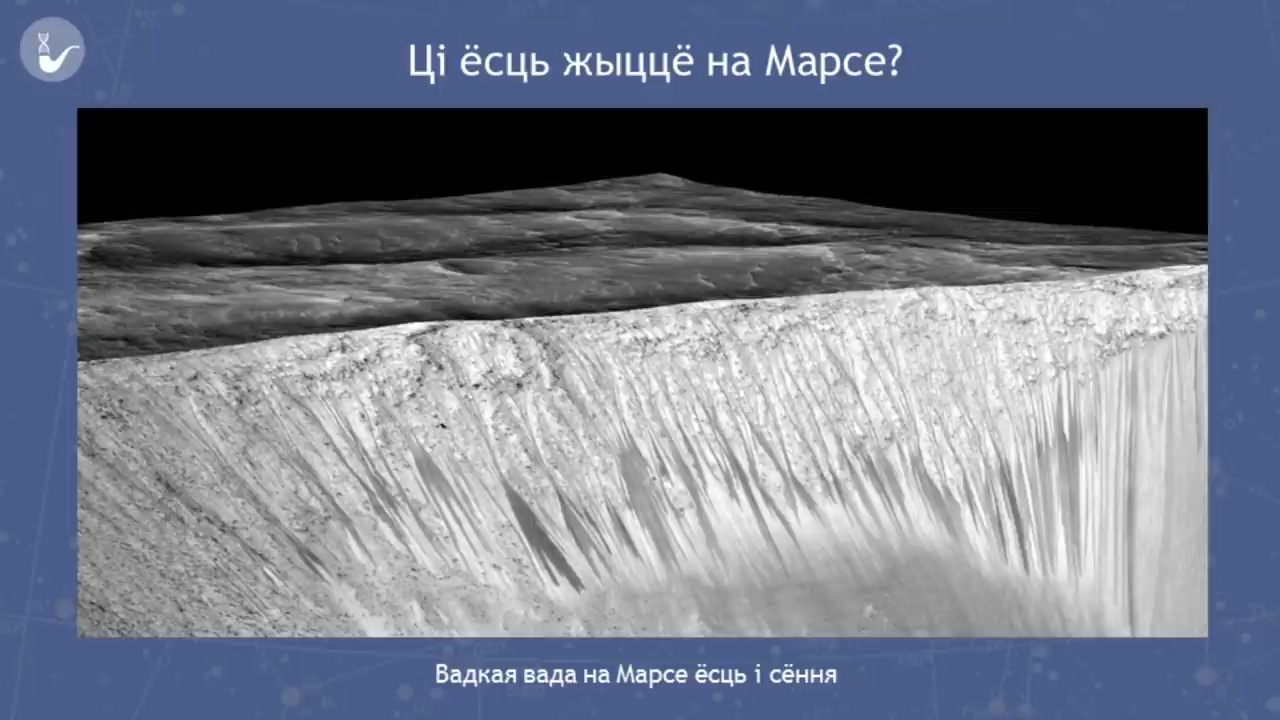 Ці ёсць жыццё на Марсе?
Вадкая вада на Марсе ёсць і сёння